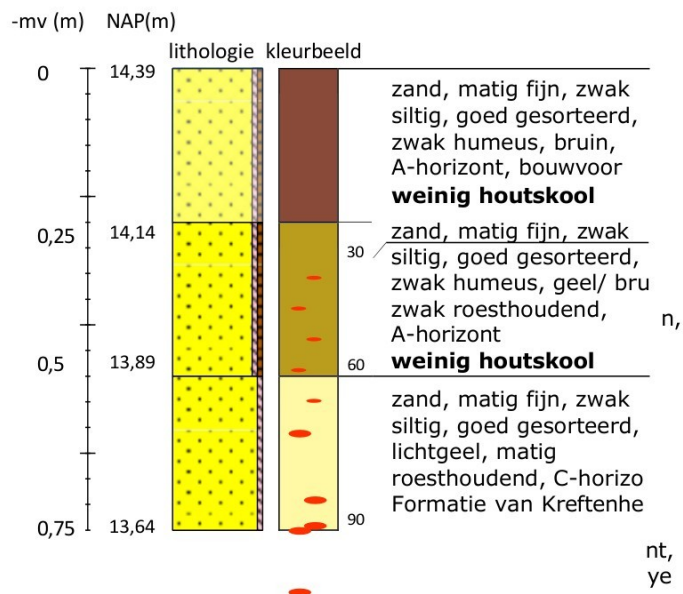 -mv (m) NAP(m)
lithologie kleurbeeld
0 14,39
zand, matig fijn, zwak
siltig, goed gesorteerd,
zwak humeus, bruin,
A-horizont, bouwvoor
weinig houtskool
0,25 14,14
30
zand, matig fijn, zwak
siltig, goed gesorteerd,
zwak humeus, geel/ bru
n,
zwak roesthoudend,
A-horizont
weinig houtskool
0,5 13,89
60
zand, matig fijn, zwak
siltig, goed gesorteerd,
lichtgeel, matig
roesthoudend, C-horizo
nt,
Formatie van Kreftenhe
ye
0,75 13,64
90